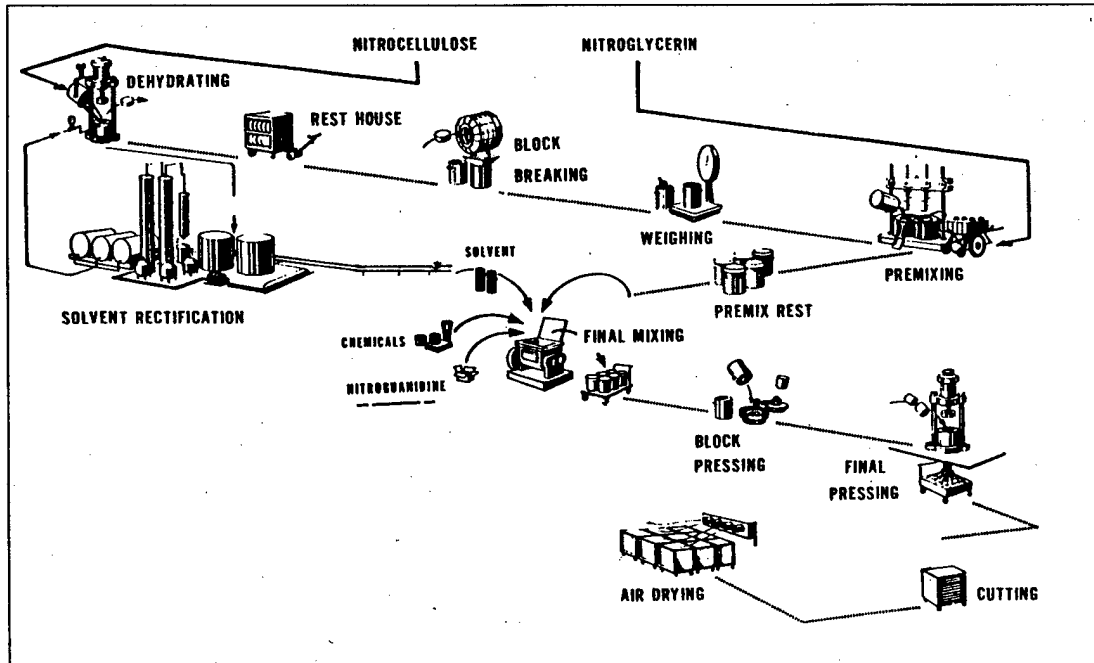 NITROCELLULOSE
NITROGLYCERIN
DEHYDRATING
REST HOUSE
BLOCK
BREAKING
WEIGHING
PREMIXING
SOLVENT
PREMIX REST
SOLVENT RECTIFICATION
CHEMICALS
FINAL MIXING
NITROGUANIDINE
BLOCK
PRESSING
FINAL
PRESSING
AIR DRYING
CUTTING